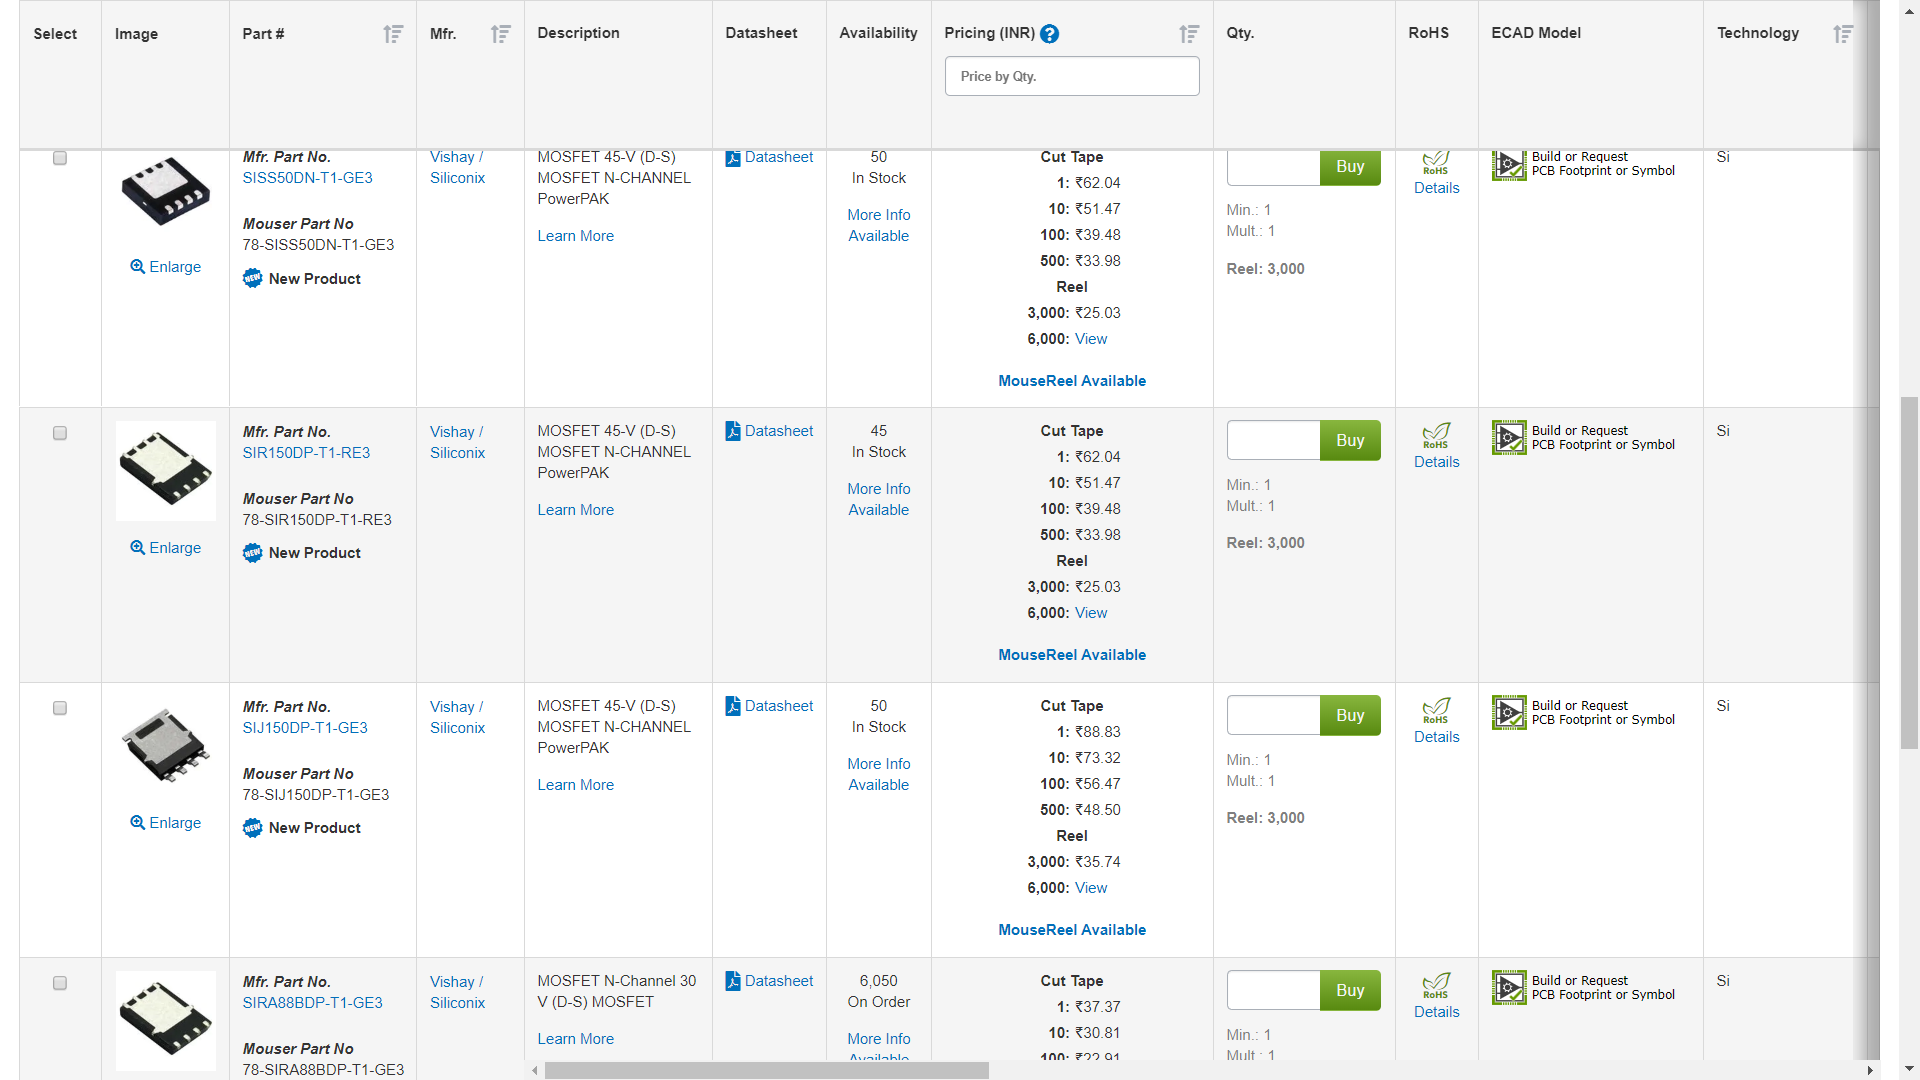 Select
Image
Part #
Mfr.
Description
Datasheet
Availability
Pricing (INR) ?
Qty.
RoHS
ECAD Model
Technology
Price by Qty.
Mfr. Part No.
SISS50DN-T1-GE3
Mouser Part No
78-SISS50DN-T1-GE3
NEW New Product
Enlarge
Vishay /
Siliconix
MOSFET 45-V (D-S)
MOSFET N-CHANNEL
PowerPAK
Learn More
Datasheet
50
In Stock
More Info
Available
Cut Tape
1: ₹62.04
10: ₹51.47
100: ₹39.48
500: ₹33.98
Reel
3,000: ₹25.03
6,000: View
MouseReel Available
Buy
Min.: 1
Mult.: 1
Reel: 3,000
RoHS
Details
Build or Request
PCB Footprint or Symbol
Si
Enlarge
Mfr. Part No.
SIR150DP-T1-RE3
Mouser Part No
78-SIR150DP-T1-RE3
NEW New Product
Vishay /
Siliconix
MOSFET 45-V (D-S)
MOSFET N-CHANNEL
PowerPAK
Learn More
Datasheet
45
In Stock
More Info
Available
Cut Tape
1: ₹62.04
10: ₹51.47
100: ₹39.48
500: ₹33.98
Reel
3,000: ₹25.03
6,000: View
MouseReel Available
Buy
Min.: 1
Mult.: 1
Reel: 3,000
RoHS
Details
Build or Request
PCB Footprint or Symbol
Si
Enlarge
Mfr. Part No.
SIJ150DP-T1-GE3
Mouser Part No
78-SIJ150DP-T1-GE3
NEW New Product
Vishay /
Siliconix
MOSFET 45-V (D-S)
MOSFET N-CHANNEL
PowerPAK
Learn More
Datasheet
50
In Stock
More Info
Available
Cut Tape
1: ₹88.83
10: ₹73.32
100: ₹56.47
500: ₹48.50
Reel
3,000: ₹35.74
6,000: View
MouseReel Available
Buy
Min.: 1
Mult.: 1
Reel: 3,000
RoHS
Details
Build or Request
PCB Footprint or Symbol
Si
Mfr. Part No.
SIRA88BDP-T1-GE3
Mouser Part No
78-SIRA88BDP-T1-GE3
Vishay /
Siliconix
MOSFET N-Channel 30
V (D-S) MOSFET
Learn More
Datasheet
6,050
On Order
More Info
Available
Cut Tape
1: ₹37.37
10: ₹30.81
100: ₹22.91
Buy
Min.: 1
Mult.: 1
RoHS
Details
Build or Request
PCB Footprint or Symbol
Si